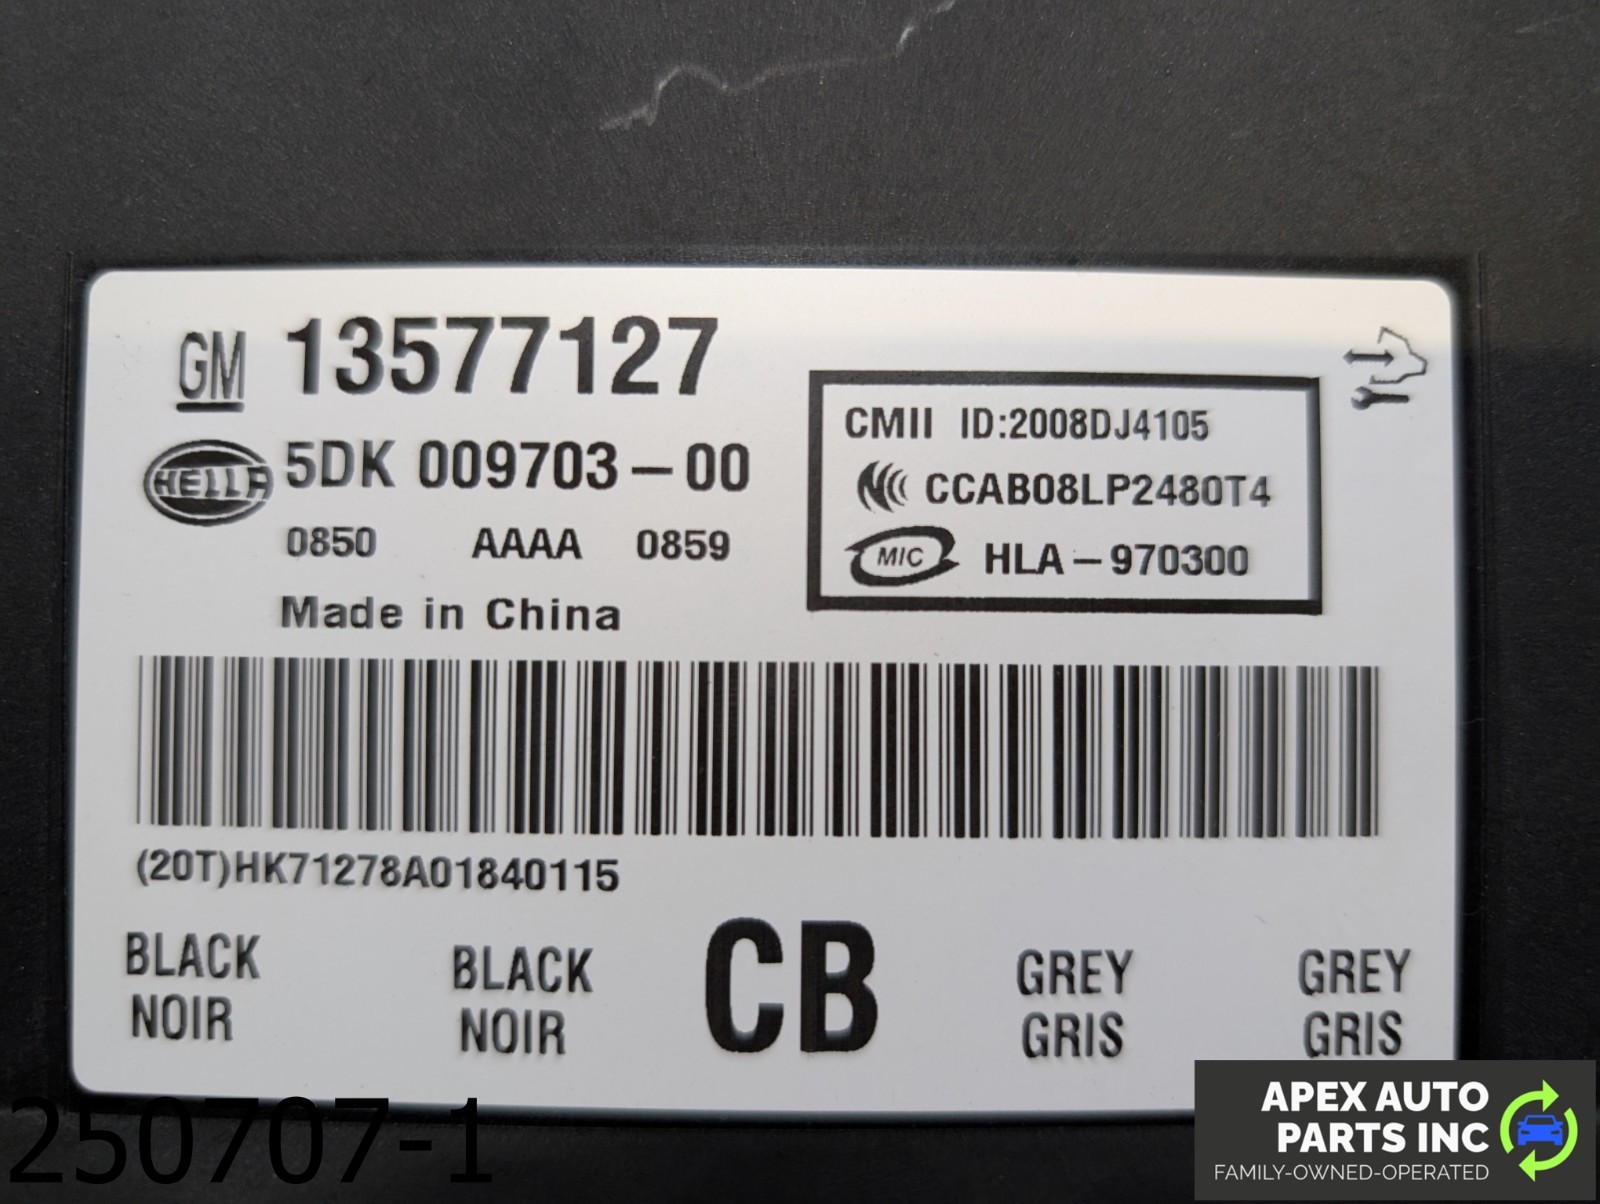 GM 13577127
HELLA 5DK 009703-00
0850 AAAA 0859
Made in China
CMII ID:2008DJ4105
CCAB08LP2480T4
MIC HLA-970300
(20T)HK71278A01840115
BLACK BLACK CB GREY GREY
NOIR NOIR GRIS GRIS
250707-1
APEX AUTO
PARTS INC
FAMILY-OWNED-OPERATED